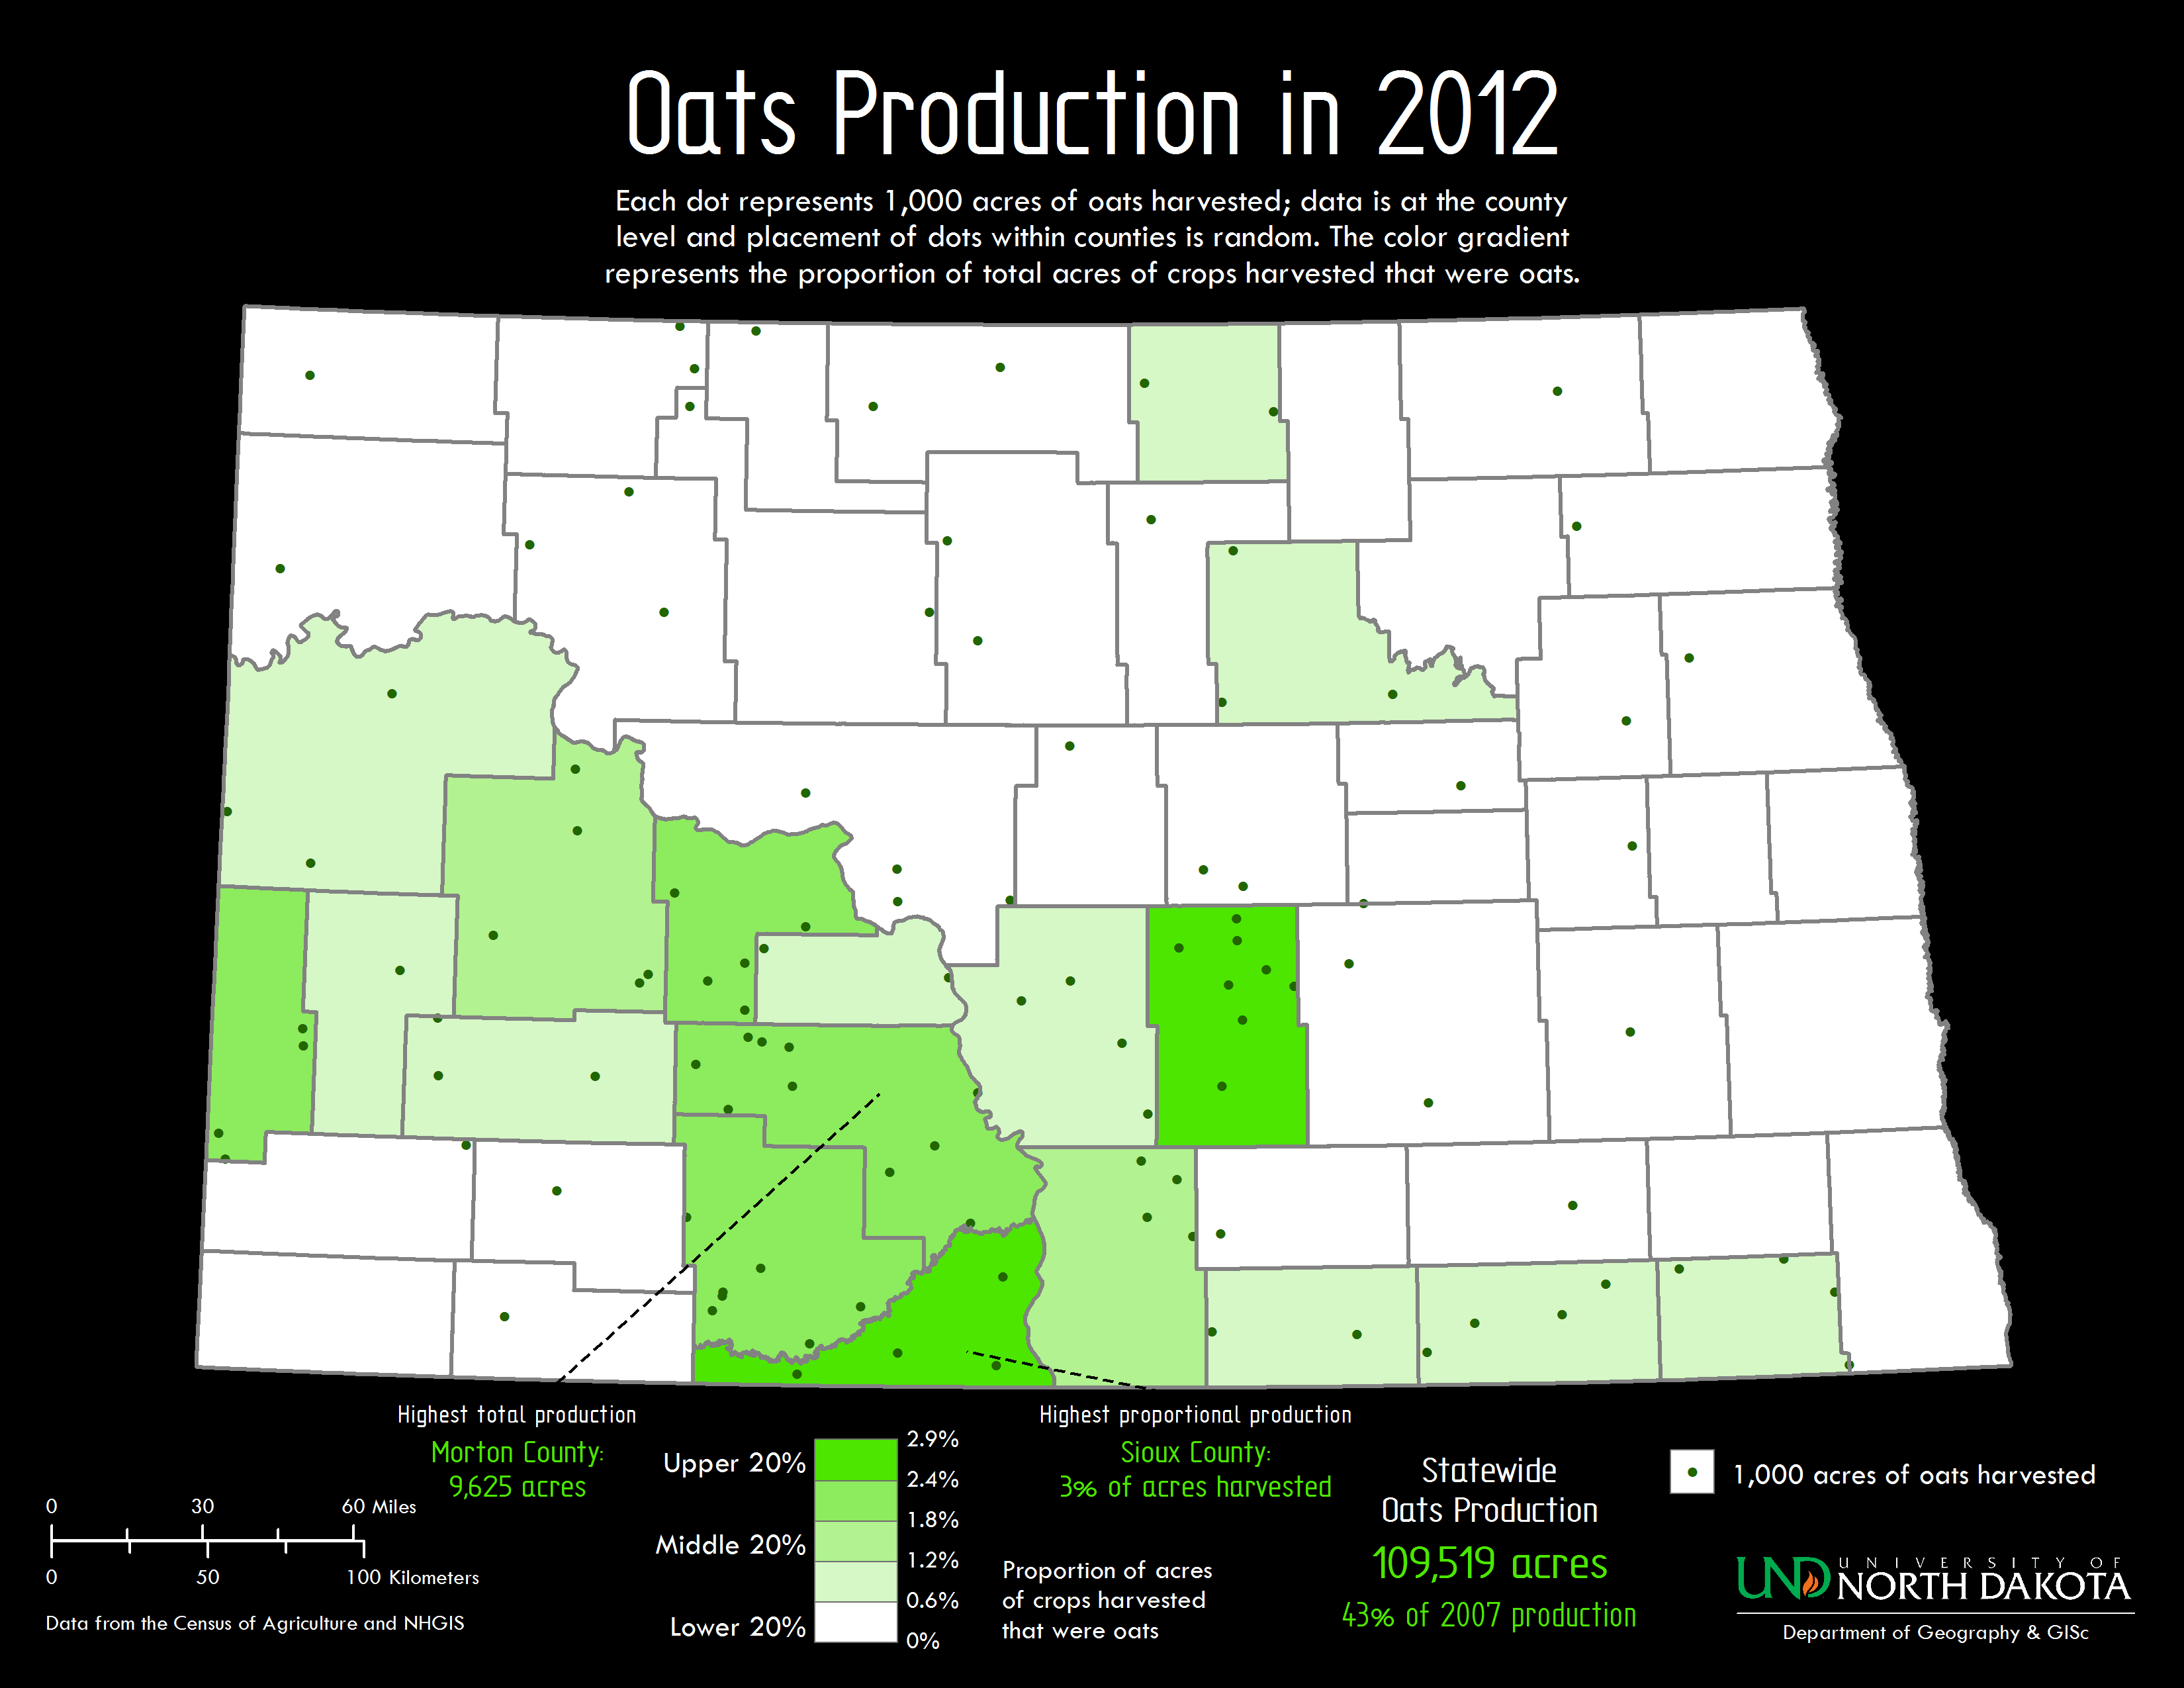 Oats Production in 2012
Each dot represents 1,000 acres of oats harvested; data is at the county
level and placement of dots within counties is random. The color gradient
represents the proportion of total acres of crops harvested that were oats.
Highest total production
Morton County:
9,625 acres
Highest proportional production
Sioux County:
3% of acres harvested
Upper 20%
Middle 20%
Lower 20%
2.9%
2.4%
1.8%
1.2%
0.6%
0%
Proportion of acres
of crops harvested
that were oats
Statewide
Oats Production
109,519 acres
43% of 2007 production
1,000 acres of oats harvested
0 30 60 Miles
0 50 100 Kilometers
Data from the Census of Agriculture and NHGIS
UND UNIVERSITY OF
NORTH DAKOTA
Department of Geography & GISc